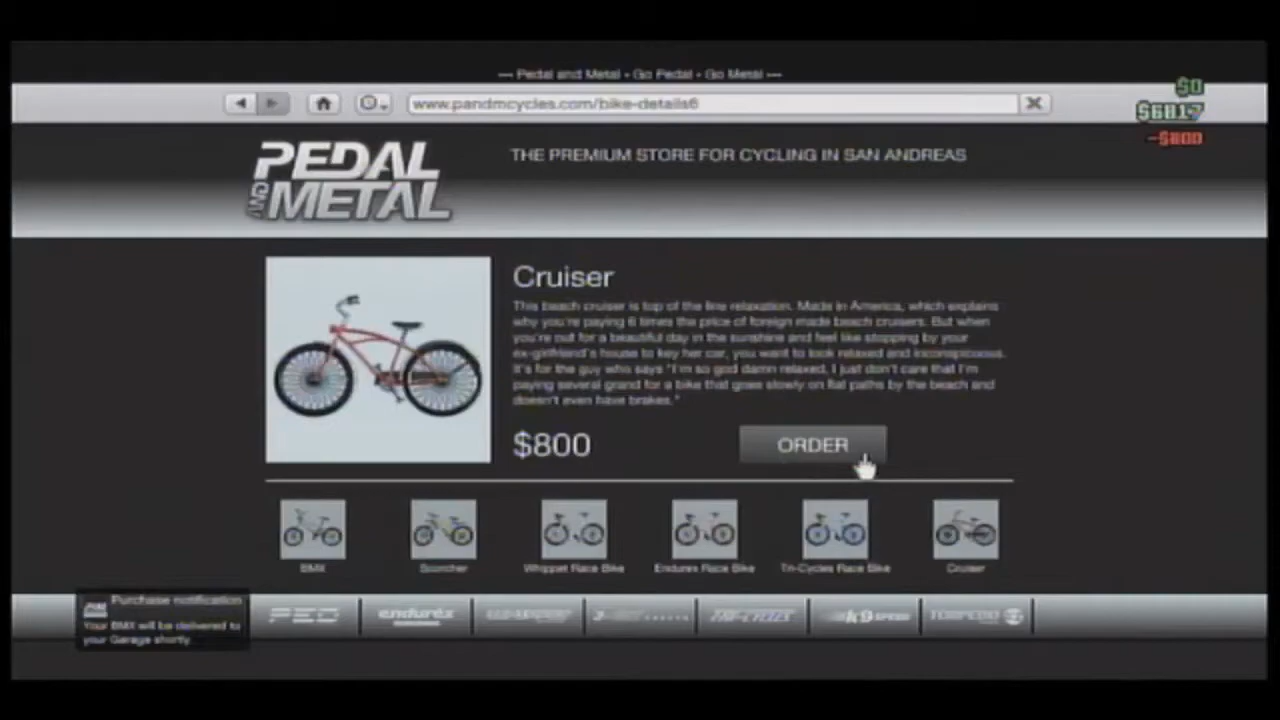 — Pedal and Metal - Go Pedal - Go Metal —
www.pandmcycles.com/bike-details6
$0
$6817
-$800
PEDAL
AND
METAL
THE PREMIUM STORE FOR CYCLING IN SAN ANDREAS
Cruiser
This beach cruiser is top of the line relaxation. Made in America, which explains
why you're paying 6 times the price of foreign made beach cruisers. But when
you're out for a beautiful day in the sunshine and feel like stopping by your
ex-girlfriend's house to key her car, you want to look relaxed and inconspicuous.
It's for the guy who says "I'm so god damn relaxed, I just don't care that I'm
paying several grand for a bike that goes slowly on flat paths by the beach and
doesn't even have brakes."
$800
ORDER
BMX
Scorcher
Whippet Race Bike
Endurex Race Bike
Tri-Cycles Race Bike
Cruiser
Purchase notification
Your BMX will be delivered to
your Garage shortly.
endurex